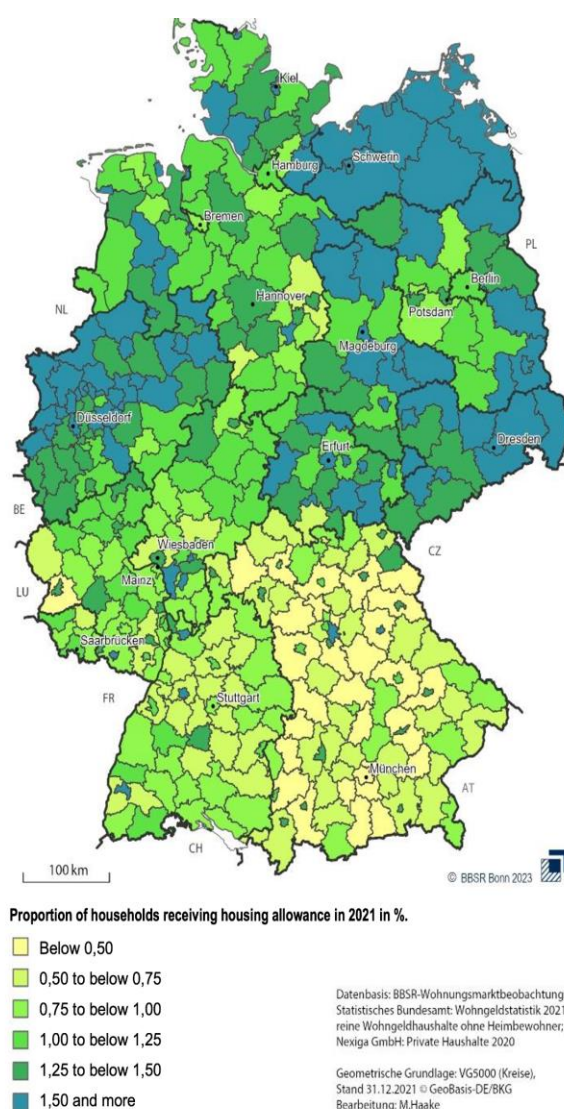 Kiel
Schwerin
Hamburg
Bremen
PL
Berlin
NL
Hannover
Potsdam
Magdeburg
Düsseldorf
Erfurt
Dresden
BE
Wiesbaden
CZ
LU
Mainz
Saarbrücken
FR
Stuttgart
München
AT
CH
100 km
© BBSR Bonn 2023
Proportion of households receiving housing allowance in 2021 in %.
Below 0,50
0,50 to below 0,75
0,75 to below 1,00
1,00 to below 1,25
1,25 to below 1,50
1,50 and more
Datenbasis: BBSR-Wohnungsmarktbeobachtung,
Statistisches Bundesamt: Wohngeldstatistik 2021,
reine Wohngeldhaushalte ohne Heimbewohner;
Nexiga GmbH: Private Haushalte 2020
Geometrische Grundlage: VG5000 (Kreise),
Stand 31.12.2021 © GeoBasis-DE/BKG
Bearbeitung: M.Haake